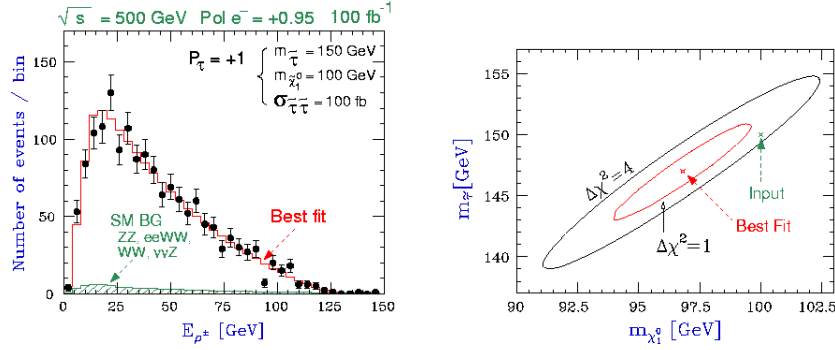 √s = 500 GeV Pol e⁻ = +0.95 100 fb⁻¹
P_τ = +1
m_τ̃ = 150 GeV
m_χ̃₁⁰ = 100 GeV
σ_τ̃τ̃ = 100 fb
Number of events / bin
150
100
50
0
SM BG
ZZ, eeWW,
WW, ννZ
Best fit
0 25 50 75 100 125 150
E_ρ± [GeV]
m_τ̃ [GeV]
155
150
145
140
Δχ²=4
Δχ²=1
Input
Best Fit
90 92.5 95 97.5 100 102.5
m_χ₁⁰ [GeV]